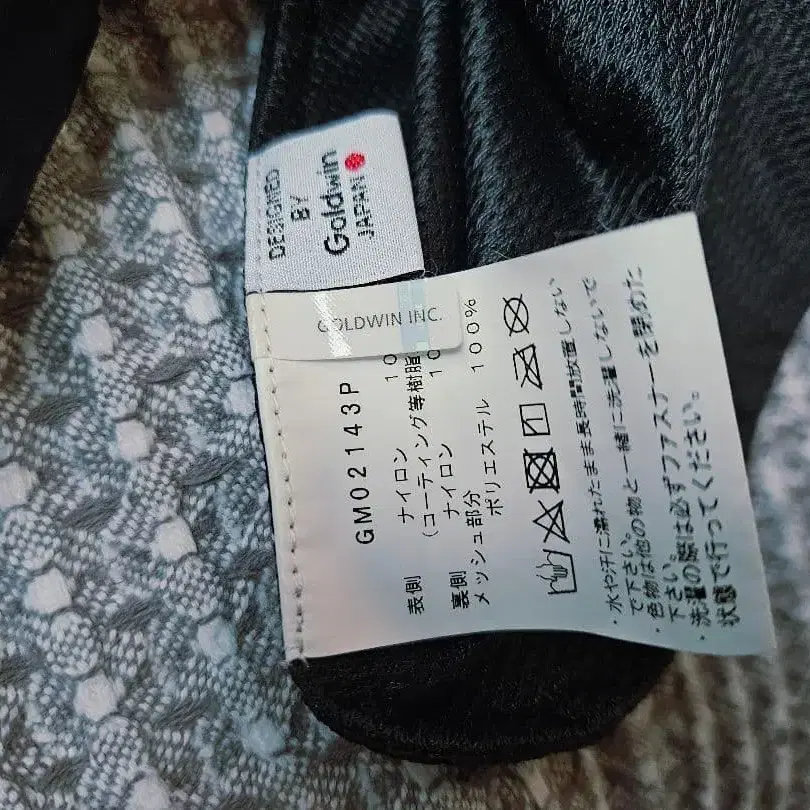 DESIGNED
BY
Goldwin
JAPAN
GOLDWIN INC.
GM02143P
表側 ナイロン 10
(コーティング等樹脂
裏側 ナイロン 10
メッシュ部分
ポリエステル 100%
・水や汗に濡れたまま長時間放置しない
で下さい。
・色物は他の物と一緒に洗濯しないで
下さい。
・洗濯の際は必ずファスナーを閉めた
状態で行ってください。